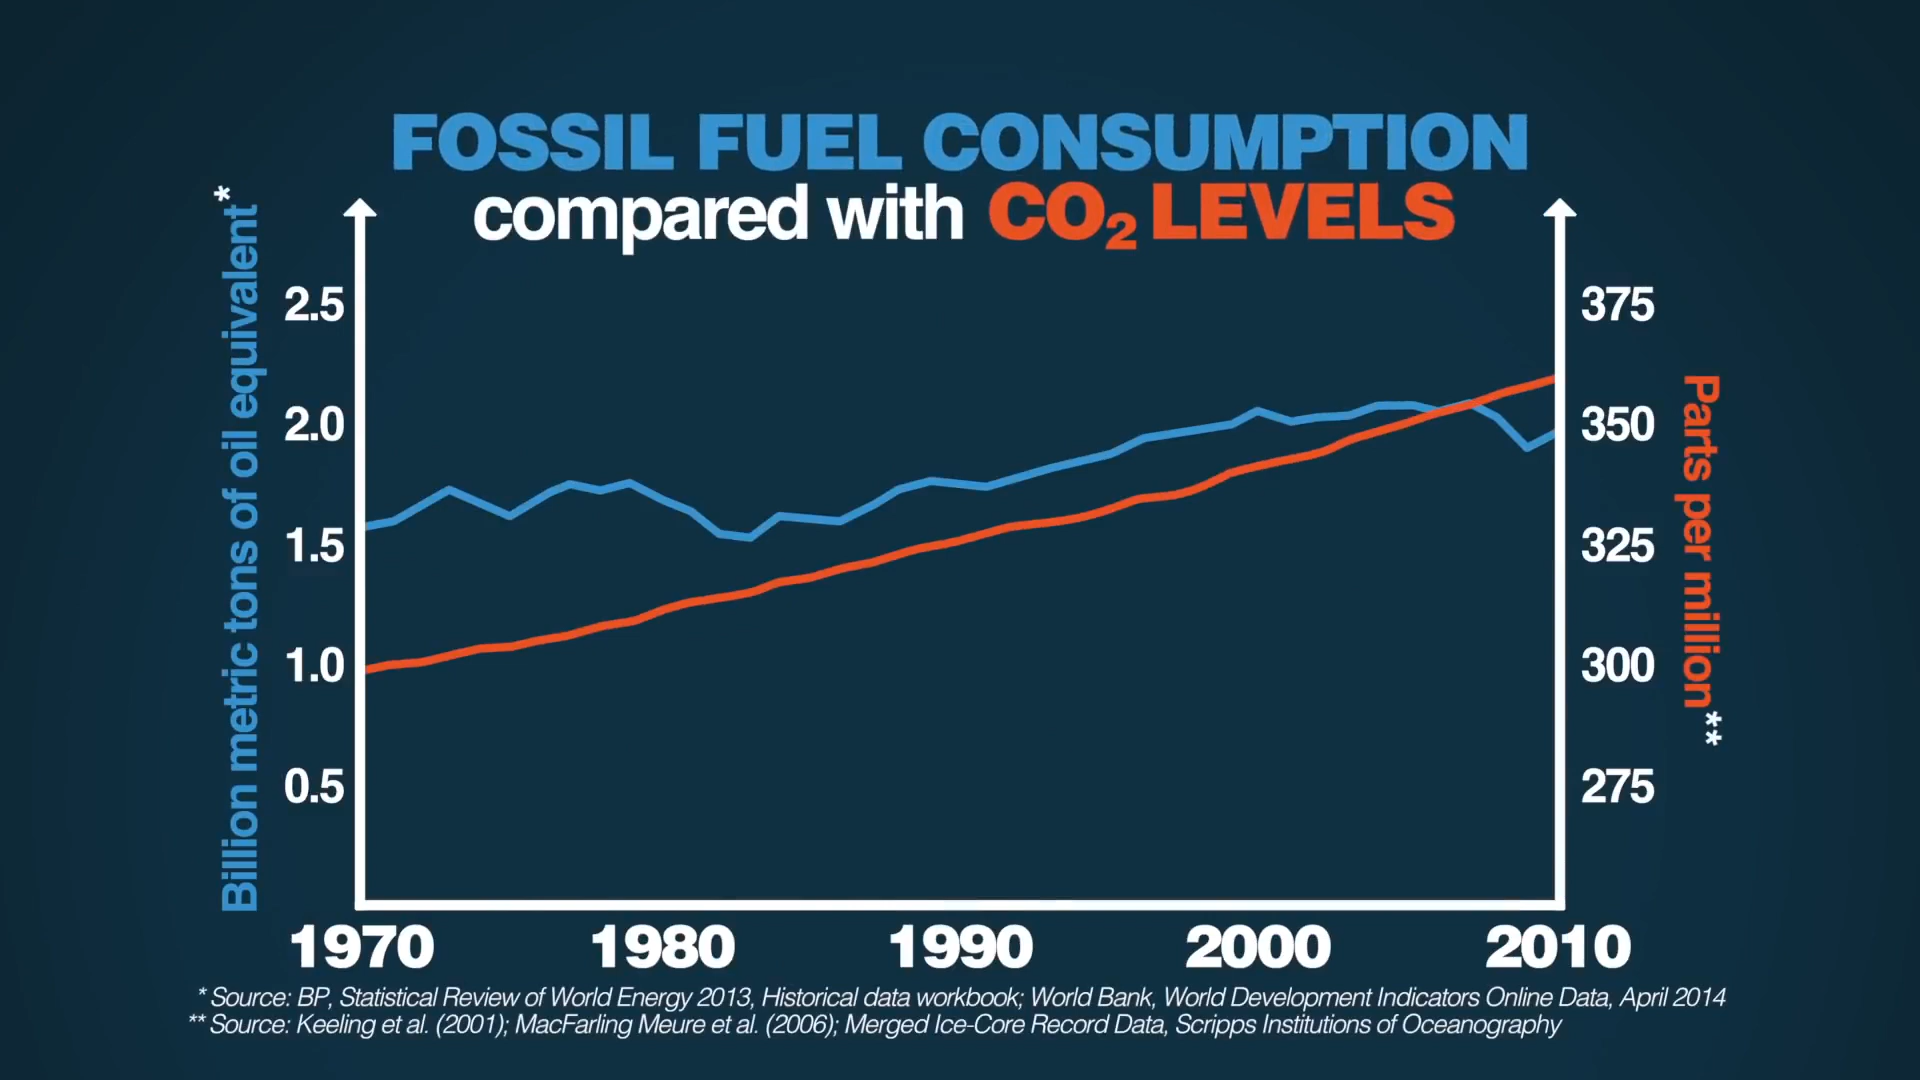 FOSSIL FUEL CONSUMPTION
compared with CO₂ LEVELS
Billion metric tons of oil equivalent*
2.5
2.0
1.5
1.0
0.5
375
350
325
300
275
Parts per million**
1970 1980 1990 2000 2010
* Source: BP, Statistical Review of World Energy 2013, Historical data workbook; World Bank, World Development Indicators Online Data, April 2014
** Source: Keeling et al. (2001); MacFarling Meure et al. (2006); Merged Ice-Core Record Data, Scripps Institutions of Oceanography